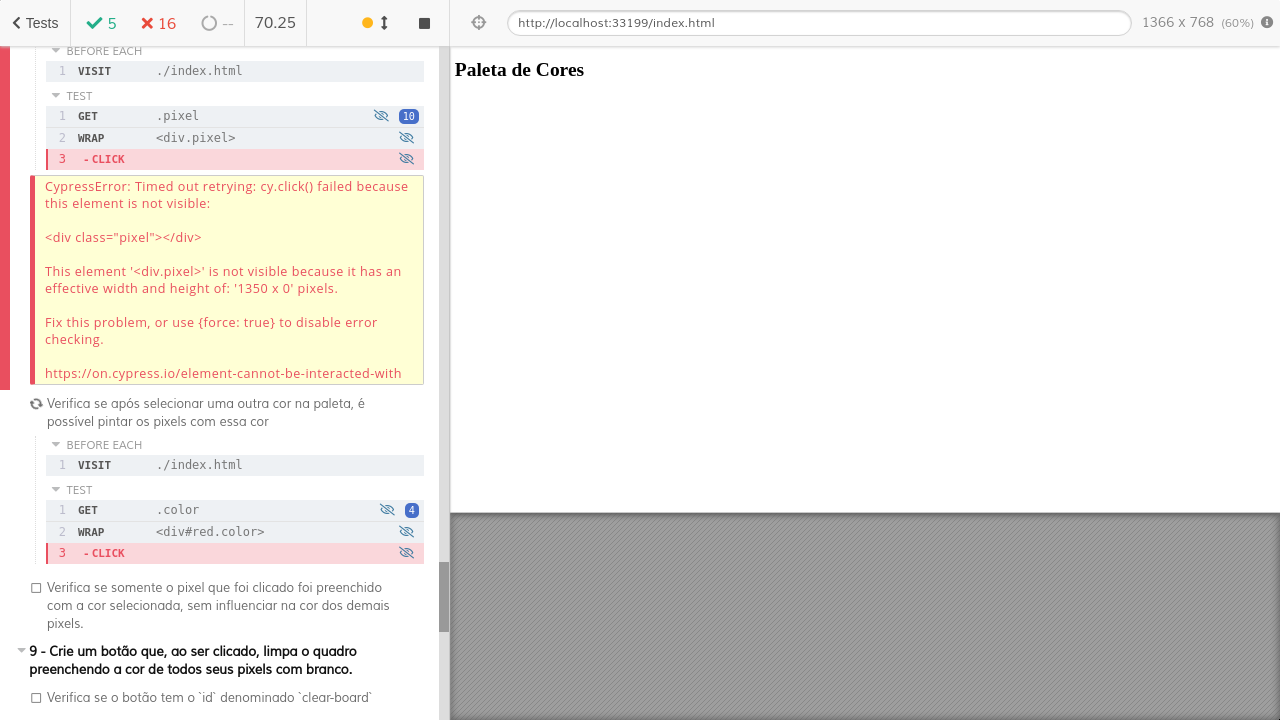 Tests
5
16
--
70.25
http://localhost:33199/index.html
1366 x 768 (60%)
BEFORE EACH
1 VISIT ./index.html
TEST
1 GET .pixel 10
2 WRAP <div.pixel>
3 -CLICK
CypressError: Timed out retrying: cy.click() failed because
this element is not visible:
<div class="pixel"></div>
This element '<div.pixel>' is not visible because it has an
effective width and height of: '1350 x 0' pixels.
Fix this problem, or use {force: true} to disable error
checking.
https://on.cypress.io/element-cannot-be-interacted-with
Verifica se após selecionar uma outra cor na paleta, é
possível pintar os pixels com essa cor
BEFORE EACH
1 VISIT ./index.html
TEST
1 GET .color 4
2 WRAP <div#red.color>
3 -CLICK
Verifica se somente o pixel que foi clicado foi preenchido
com a cor selecionada, sem influenciar na cor dos demais
pixels.
9 - Crie um botão que, ao ser clicado, limpa o quadro
preenchendo a cor de todos seus pixels com branco.
Verifica se o botão tem o `id` denominado `clear-board`
Paleta de Cores